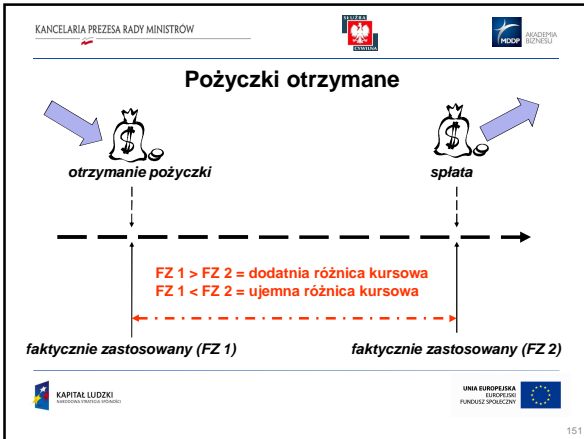 KANCELARIA PREZESA RADY MINISTRÓW
SŁUŻBA
CYWILNA
MDDP
AKADEMIA
BIZNESU
Pożyczki otrzymane
$
$
otrzymanie pożyczki
spłata
FZ 1 > FZ 2 = dodatnia różnica kursowa
FZ 1 < FZ 2 = ujemna różnica kursowa
faktycznie zastosowany (FZ 1)
faktycznie zastosowany (FZ 2)
KAPITAŁ LUDZKI
NARODOWA STRATEGIA SPÓJNOŚCI
UNIA EUROPEJSKA
EUROPEJSKI
FUNDUSZ SPOŁECZNY
151